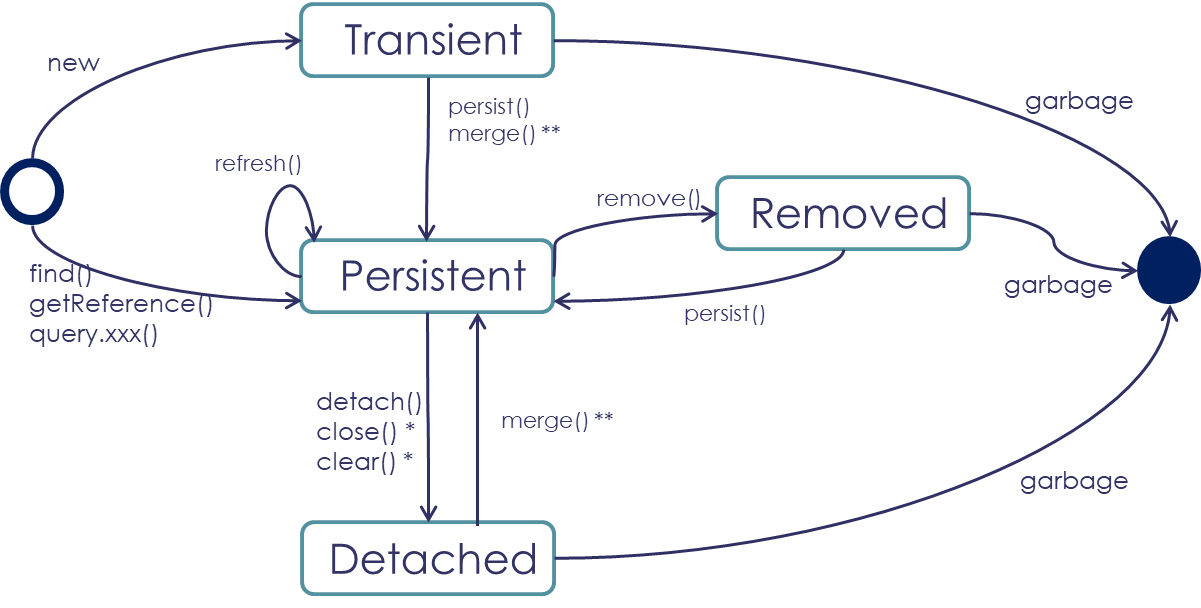 Transient
new
garbage
persist()
merge() **
refresh()
remove()
Removed
find()
getReference()
query.xxx()
Persistent
garbage
persist()
detach()
close() *
clear() *
merge() **
garbage
Detached